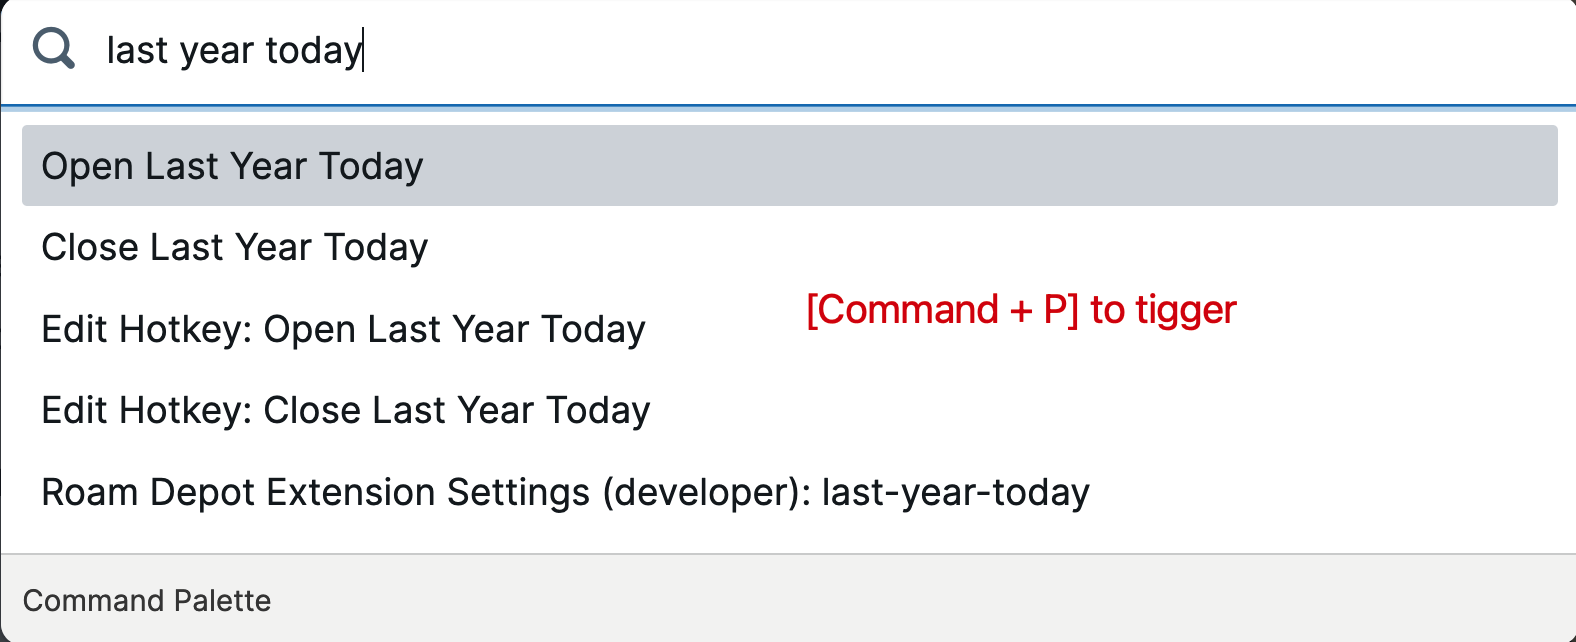 last year today
Open Last Year Today
Close Last Year Today
[Command + P] to tigger
Edit Hotkey: Open Last Year Today
Edit Hotkey: Close Last Year Today
Roam Depot Extension Settings (developer): last-year-today
Command Palette